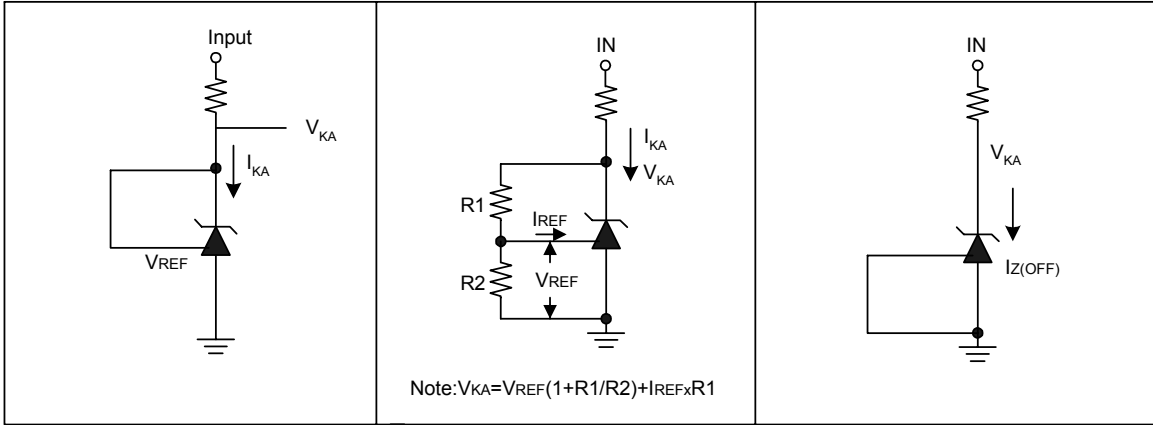 Input
VKA
IKA
VREF
IN
IKA
VKA
R1
IREF
VREF
R2
Note:VKA=VREF(1+R1/R2)+IREFxR1
IN
VKA
IZ(OFF)